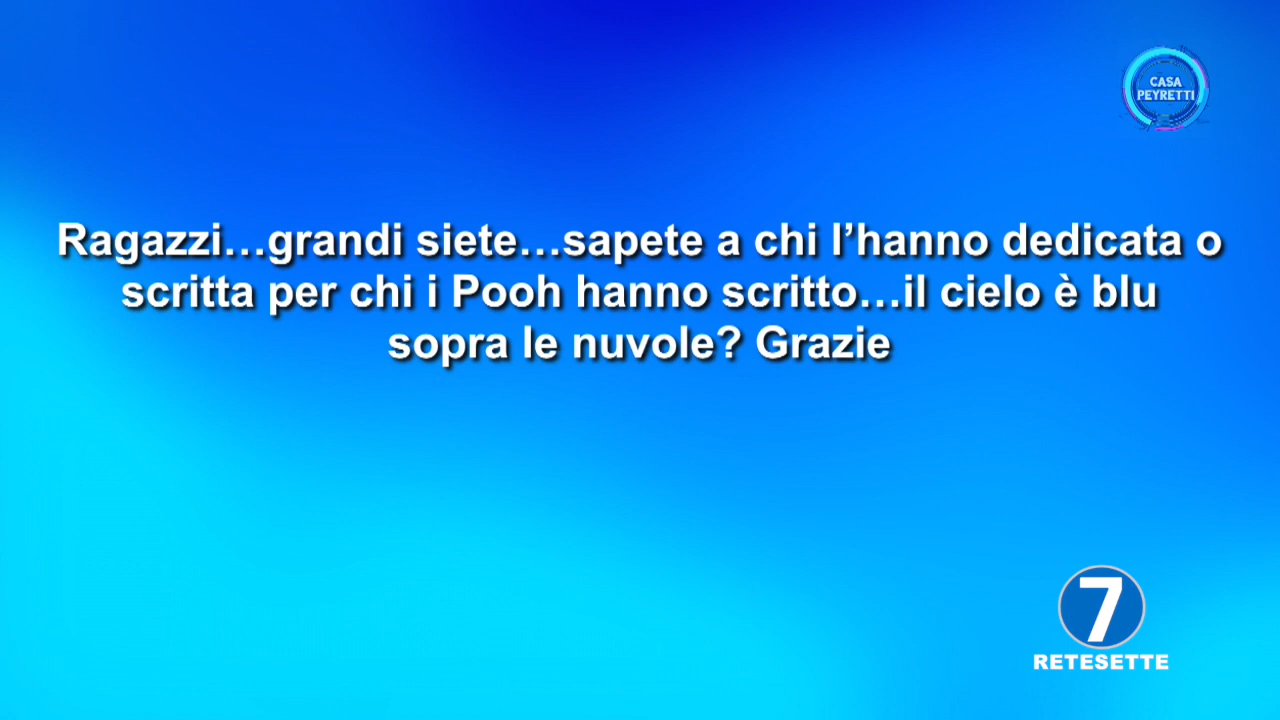 CASA
PEYRETTI
Ragazzi…grandi siete…sapete a chi l’hanno dedicata o
scritta per chi i Pooh hanno scritto…il cielo è blu
sopra le nuvole? Grazie
7
RETESETTE